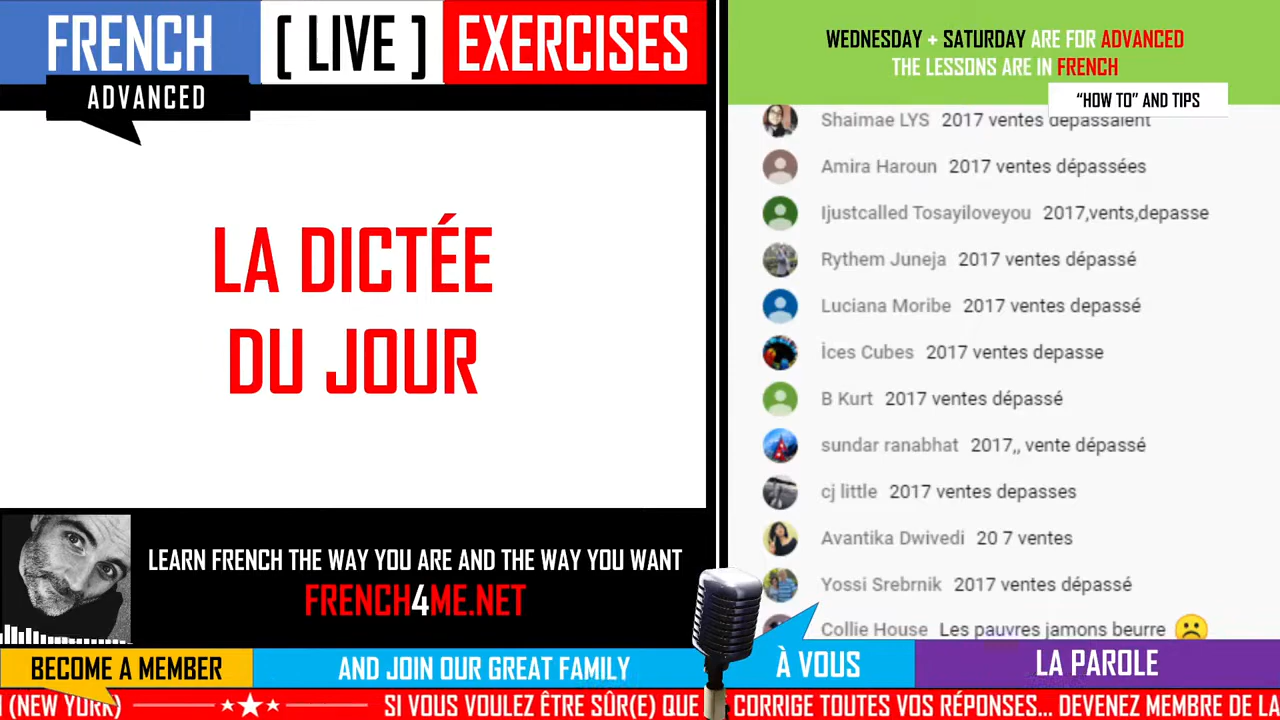 FRENCH [ LIVE ] EXERCISES
ADVANCED
LA DICTÉE
DU JOUR
LEARN FRENCH THE WAY YOU ARE AND THE WAY YOU WANT
FRENCH4ME.NET
BECOME A MEMBER AND JOIN OUR GREAT FAMILY
WEDNESDAY + SATURDAY ARE FOR ADVANCED
THE LESSONS ARE IN FRENCH
“HOW TO” AND TIPS
Shaimae LYS 2017 ventes dépassaient
Amira Haroun 2017 ventes dépassées
Ijustcalled Tosayiloveyou 2017,vents,depasse
Rythem Juneja 2017 ventes dépassé
Luciana Moribe 2017 ventes depassé
İces Cubes 2017 ventes depasse
B Kurt 2017 ventes dépassé
sundar ranabhat 2017,, vente dépassé
cj little 2017 ventes depasses
Avantika Dwivedi 20 7 ventes
Yossi Srebrnik 2017 ventes dépassé
Collie House Les pauvres jamons beurre
À VOUS LA PAROLE
(NEW YORK) SI VOUS VOULEZ ÊTRE SÛR(E) QUE CORRIGE TOUTES VOS RÉPONSES... DEVENEZ MEMBRE DE LA